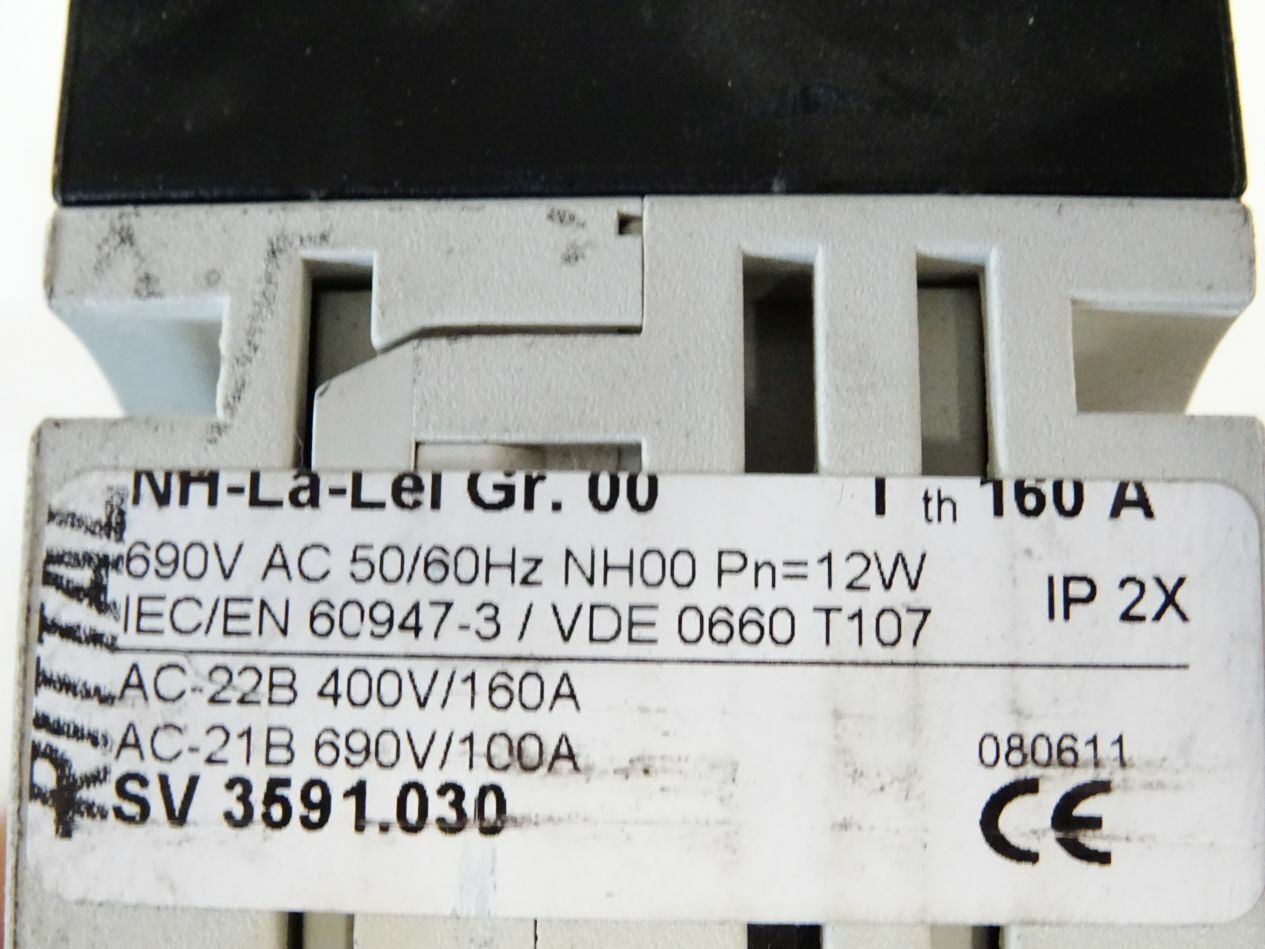 NH-La-Lei Gr. 00 I th 160 A
690V AC 50/60Hz NH00 Pn=12W
IEC/EN 60947-3 / VDE 0660 T107
IP 2X
AC-22B 400V/160A
AC-21B 690V/100A
080611
SV 3591.030
CE